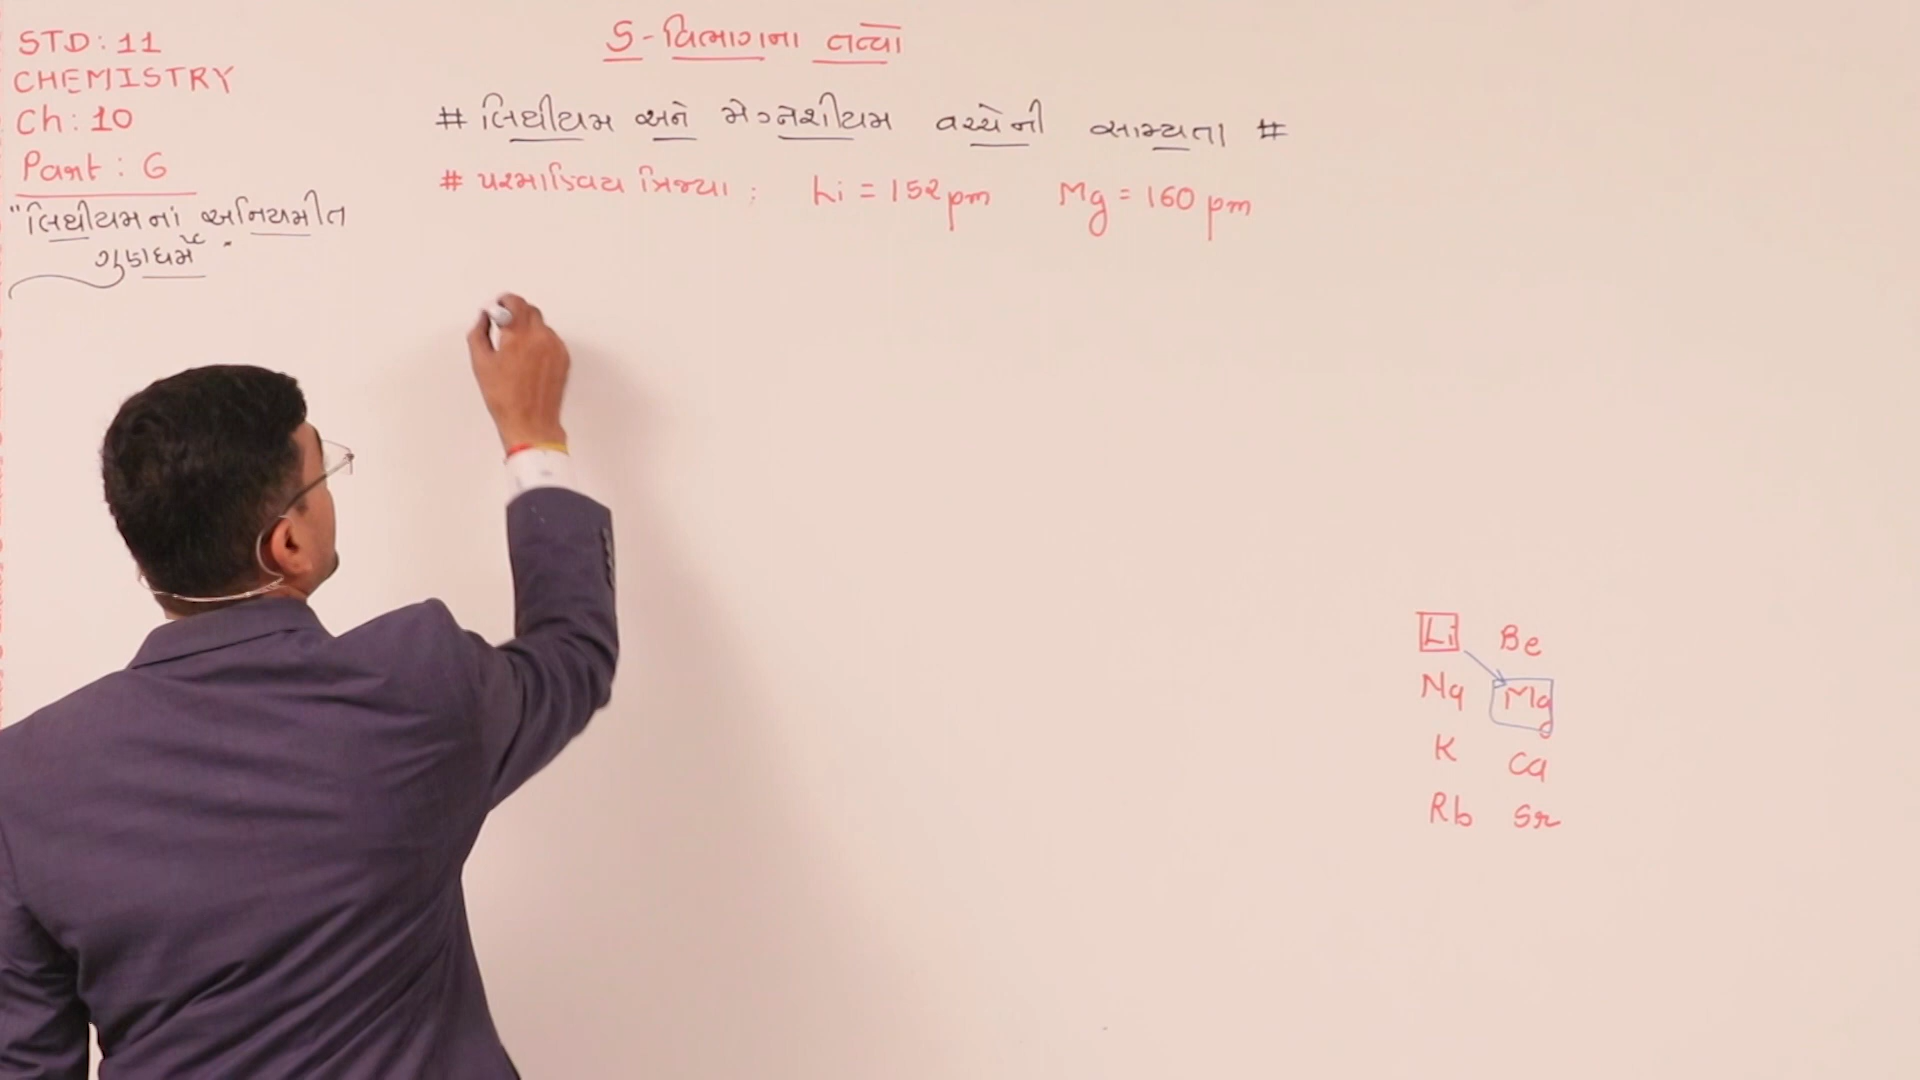 STD: 11
CHEMISTRY
Ch: 10
Part: 6
"લિથીયમનાં અનિયમીત
ગુણધર્મ"
S-વિભાગના તત્વો
# લિથીયમ અને મેગ્નેશીયમ વચ્ચેની સામ્યતા #
# પરમાણ્વિય ત્રિજ્યા : Li = 152 pm Mg = 160 pm
Li Be
Na Mg
K Ca
Rb Sr